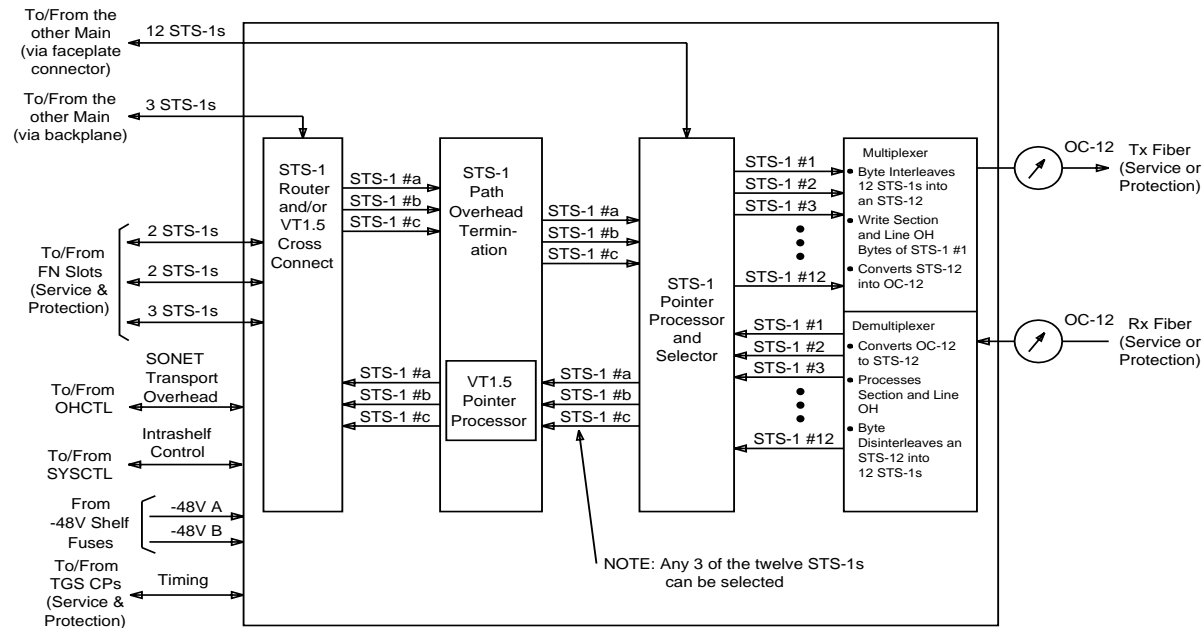 To/From the
other Main
(via faceplate
connector)
12 STS-1s
To/From the
other Main
(via backplane)
3 STS-1s
To/From
FN Slots
(Service &
Protection)
2 STS-1s
2 STS-1s
3 STS-1s
SONET
Transport
Overhead
To/From
OHCTL
Intrashelf
Control
To/From
SYSCTL
From
-48V Shelf
Fuses
-48V A
-48V B
To/From
TGS CPs
(Service &
Protection)
Timing
STS-1
Router
and/or
VT1.5
Cross
Connect
STS-1 #a
STS-1 #b
STS-1 #c
STS-1 #a
STS-1 #b
STS-1 #c
STS-1
Path
Overhead
Termin-
ation
VT1.5
Pointer
Processor
STS-1 #a
STS-1 #b
STS-1 #c
STS-1 #a
STS-1 #b
STS-1 #c
NOTE: Any 3 of the twelve STS-1s
can be selected
STS-1
Pointer
Processor
and
Selector
STS-1 #1
STS-1 #2
STS-1 #3
STS-1 #12
STS-1 #1
STS-1 #2
STS-1 #3
STS-1 #12
Multiplexer
• Byte Interleaves
12 STS-1s into
an STS-12
• Write Section
and Line OH
Bytes of STS-1 #1
• Converts STS-12
into OC-12
Demultiplexer
• Converts OC-12
to STS-12
• Processes
Section and Line
OH
• Byte
Disinterleaves an
STS-12 into
12 STS-1s
OC-12
Tx Fiber
(Service or
Protection)
OC-12
Rx Fiber
(Service or
Protection)